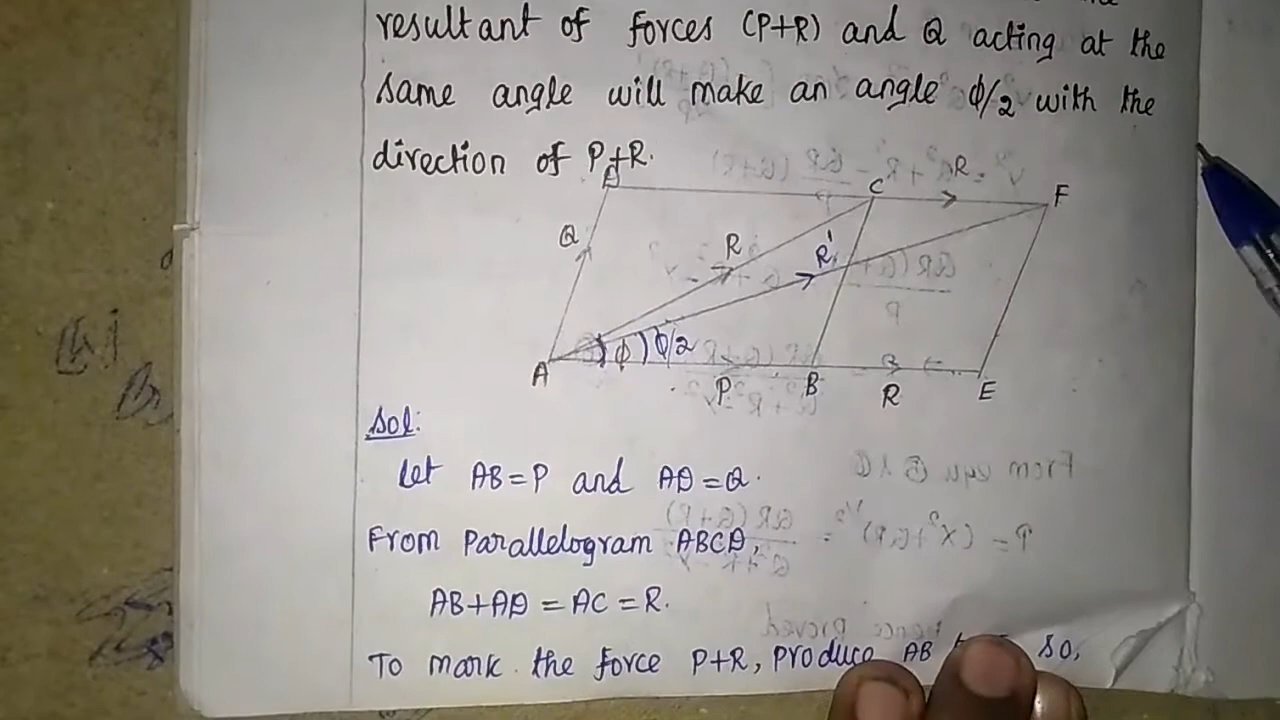 resultant of forces (P+R) and Q acting at the
same angle will make an angle ϕ/2 with the
direction of P+R.
D
C
R
F
Q
R
R'
ϕ
ϕ/2
A
P
B
R
E
Sol:
Let AB=P and AD=Q.
From Parallelogram ABCD,
AB+AD = AC = R.
To mark the force P+R, produce AB so,